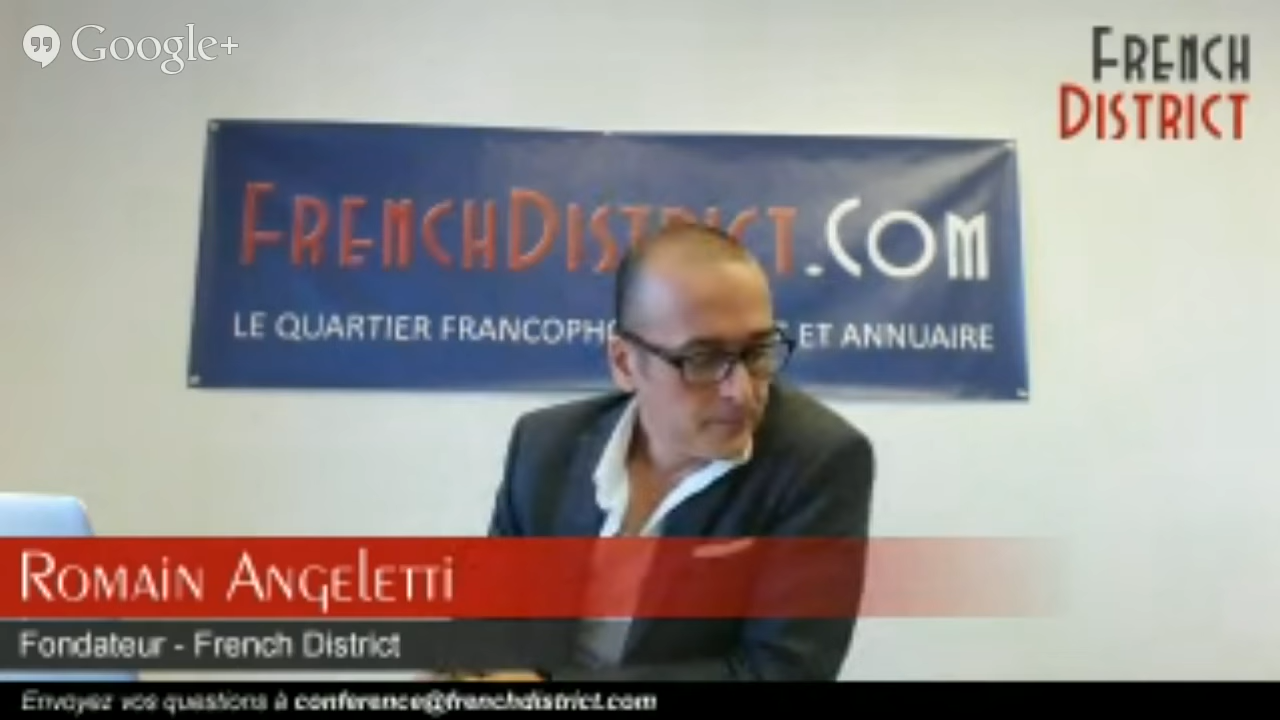 Google+
FRENCH
DISTRICT
FRENCHDISTRICT.COM
LE QUARTIER FRANCOPHO ET ANNUAIRE
ROMAIN ANGELETTI
Fondateur - French District
Envoyez vos questions à conference@frenchdistrict.com